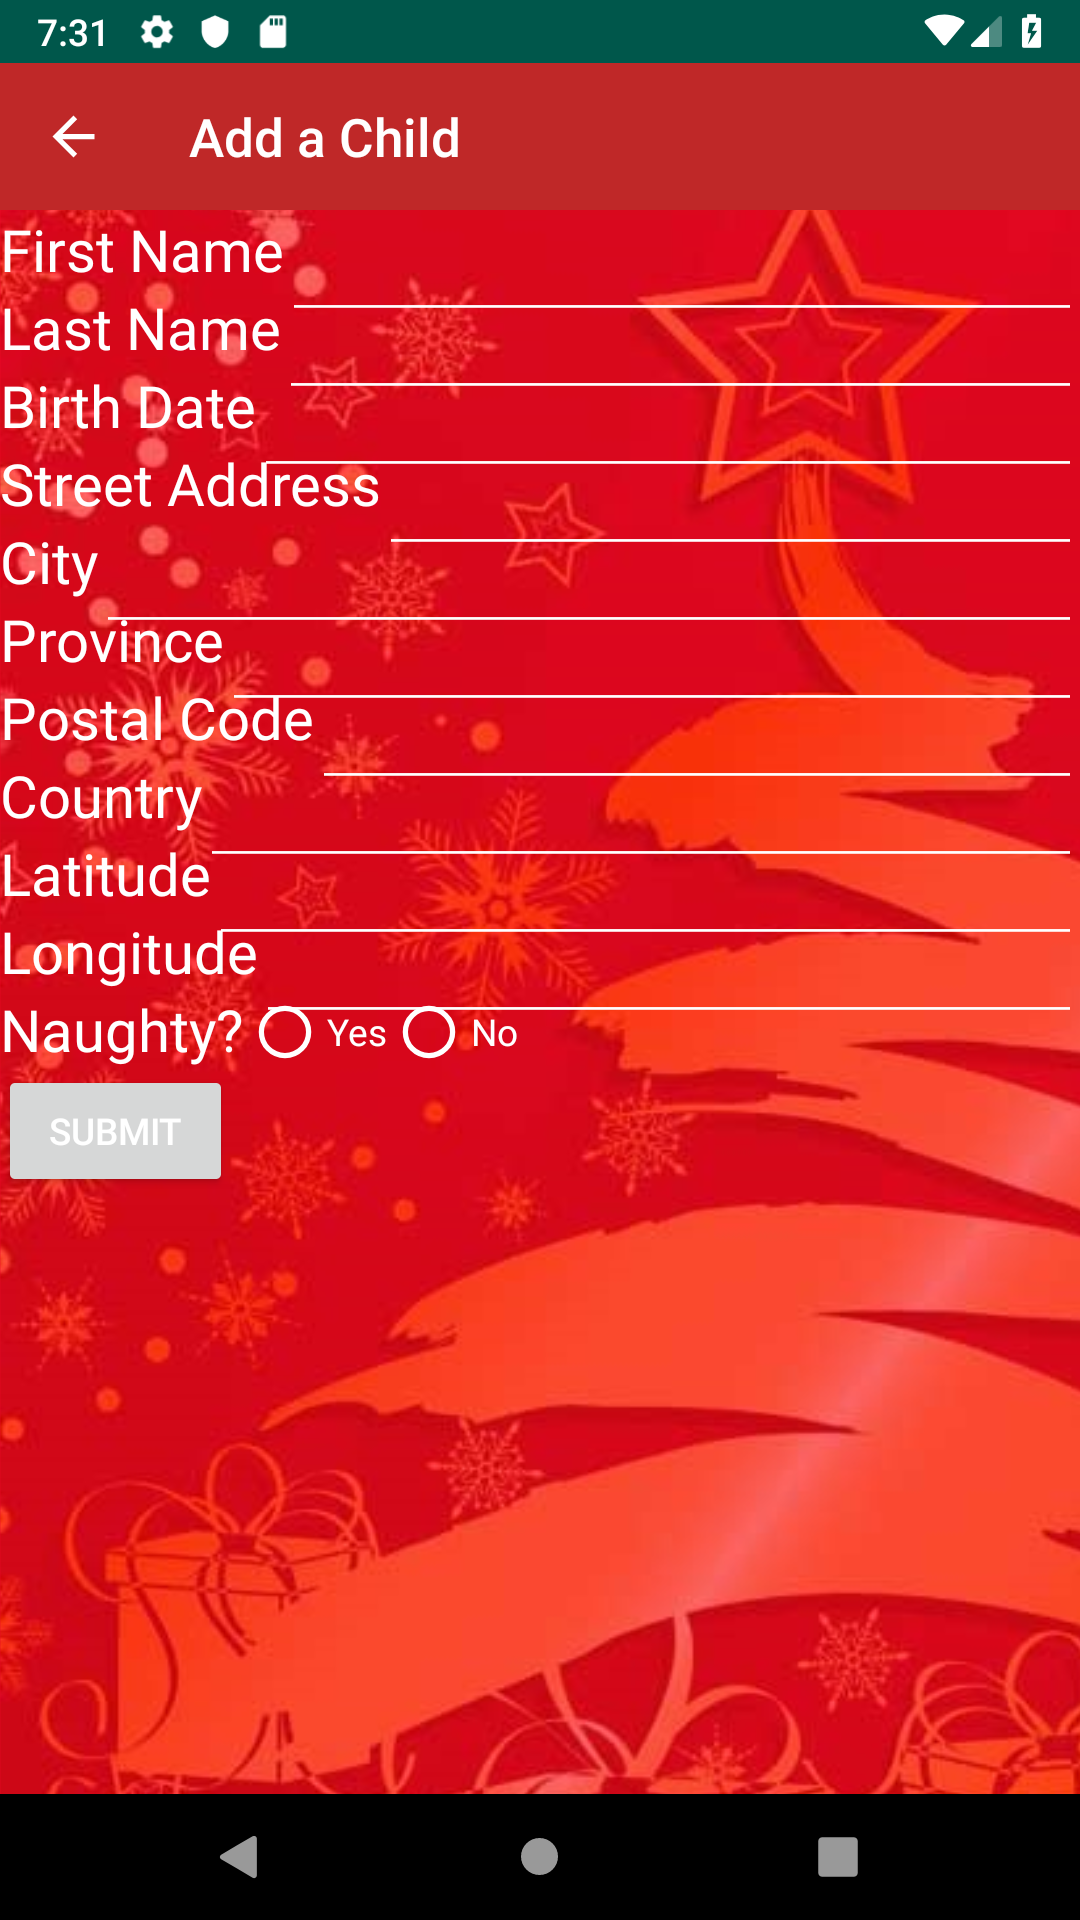 7:31
Add a Child
First Name
Last Name
Birth Date
Street Address
City
Province
Postal Code
Country
Latitude
Longitude
Naughty? Yes No
SUBMIT